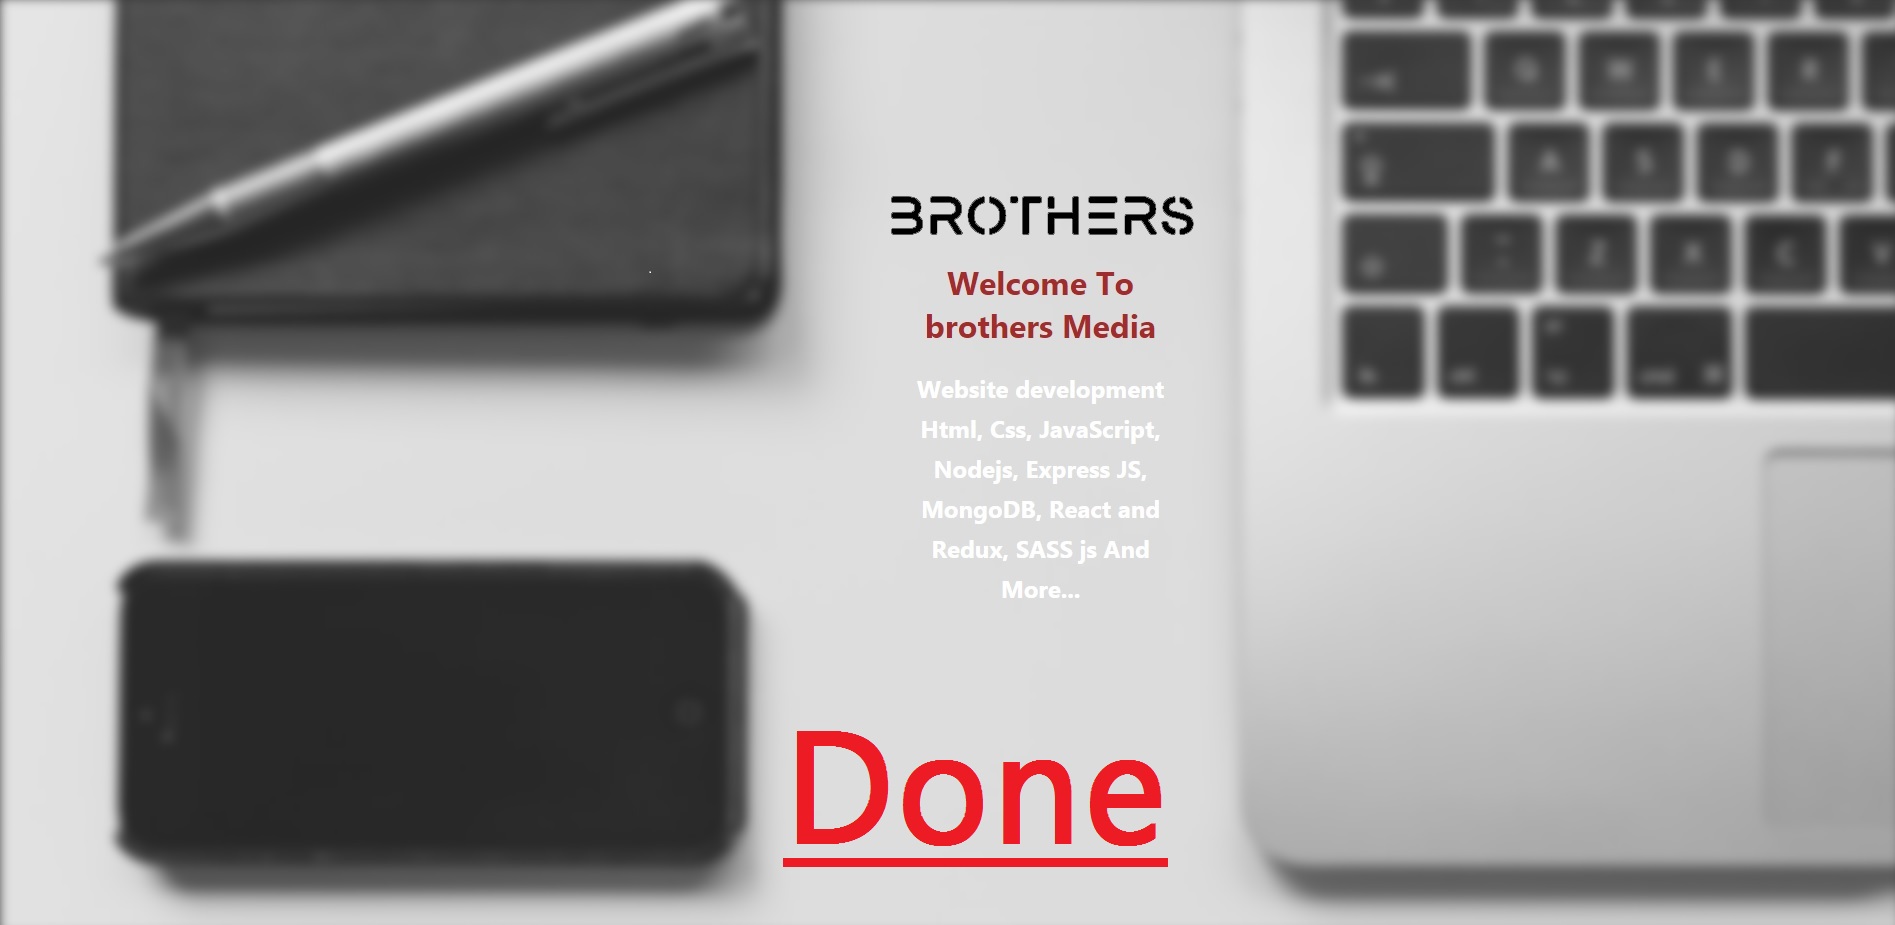 BROTHERS
Welcome To
brothers Media
Website development
Html, Css, JavaScript,
Nodejs, Express JS,
MongoDB, React and
Redux, SASS js And
More...
Done
Q W E R
A S D F
Z X C V